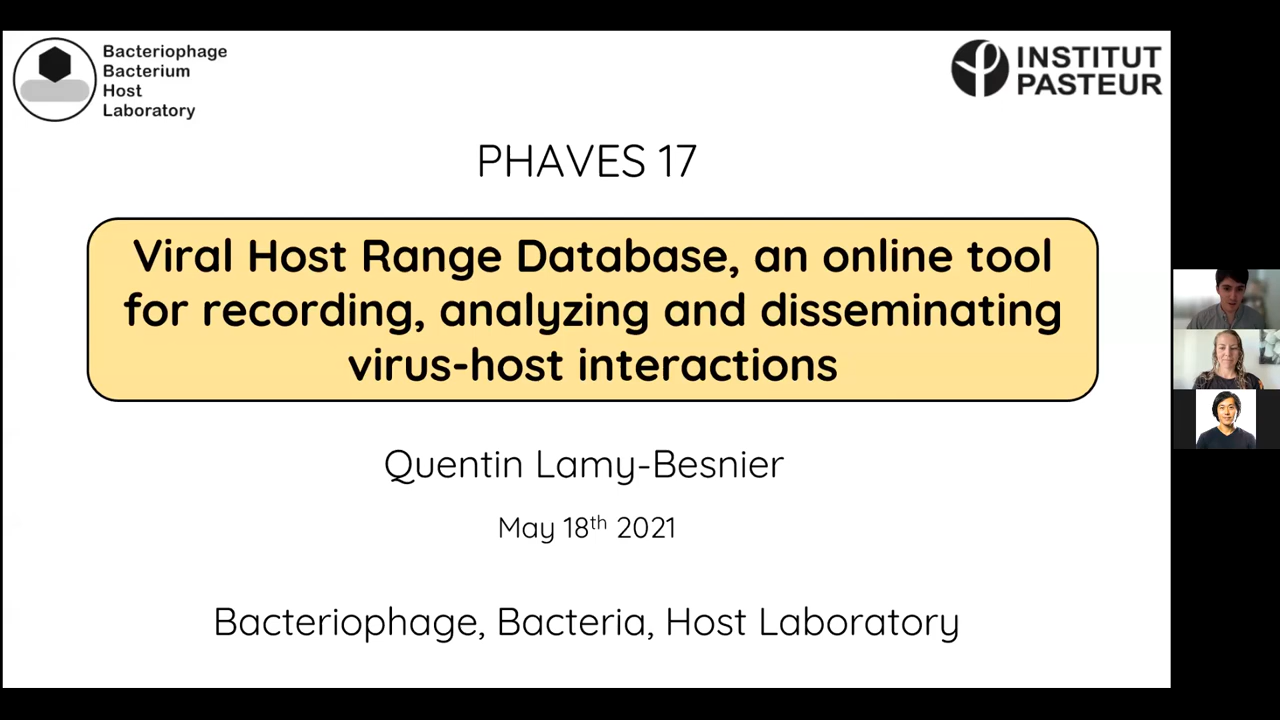 Bacteriophage
Bacterium
Host
Laboratory
INSTITUT
PASTEUR
PHAVES 17
Viral Host Range Database, an online tool
for recording, analyzing and disseminating
virus-host interactions
Quentin Lamy-Besnier
May 18th 2021
Bacteriophage, Bacteria, Host Laboratory